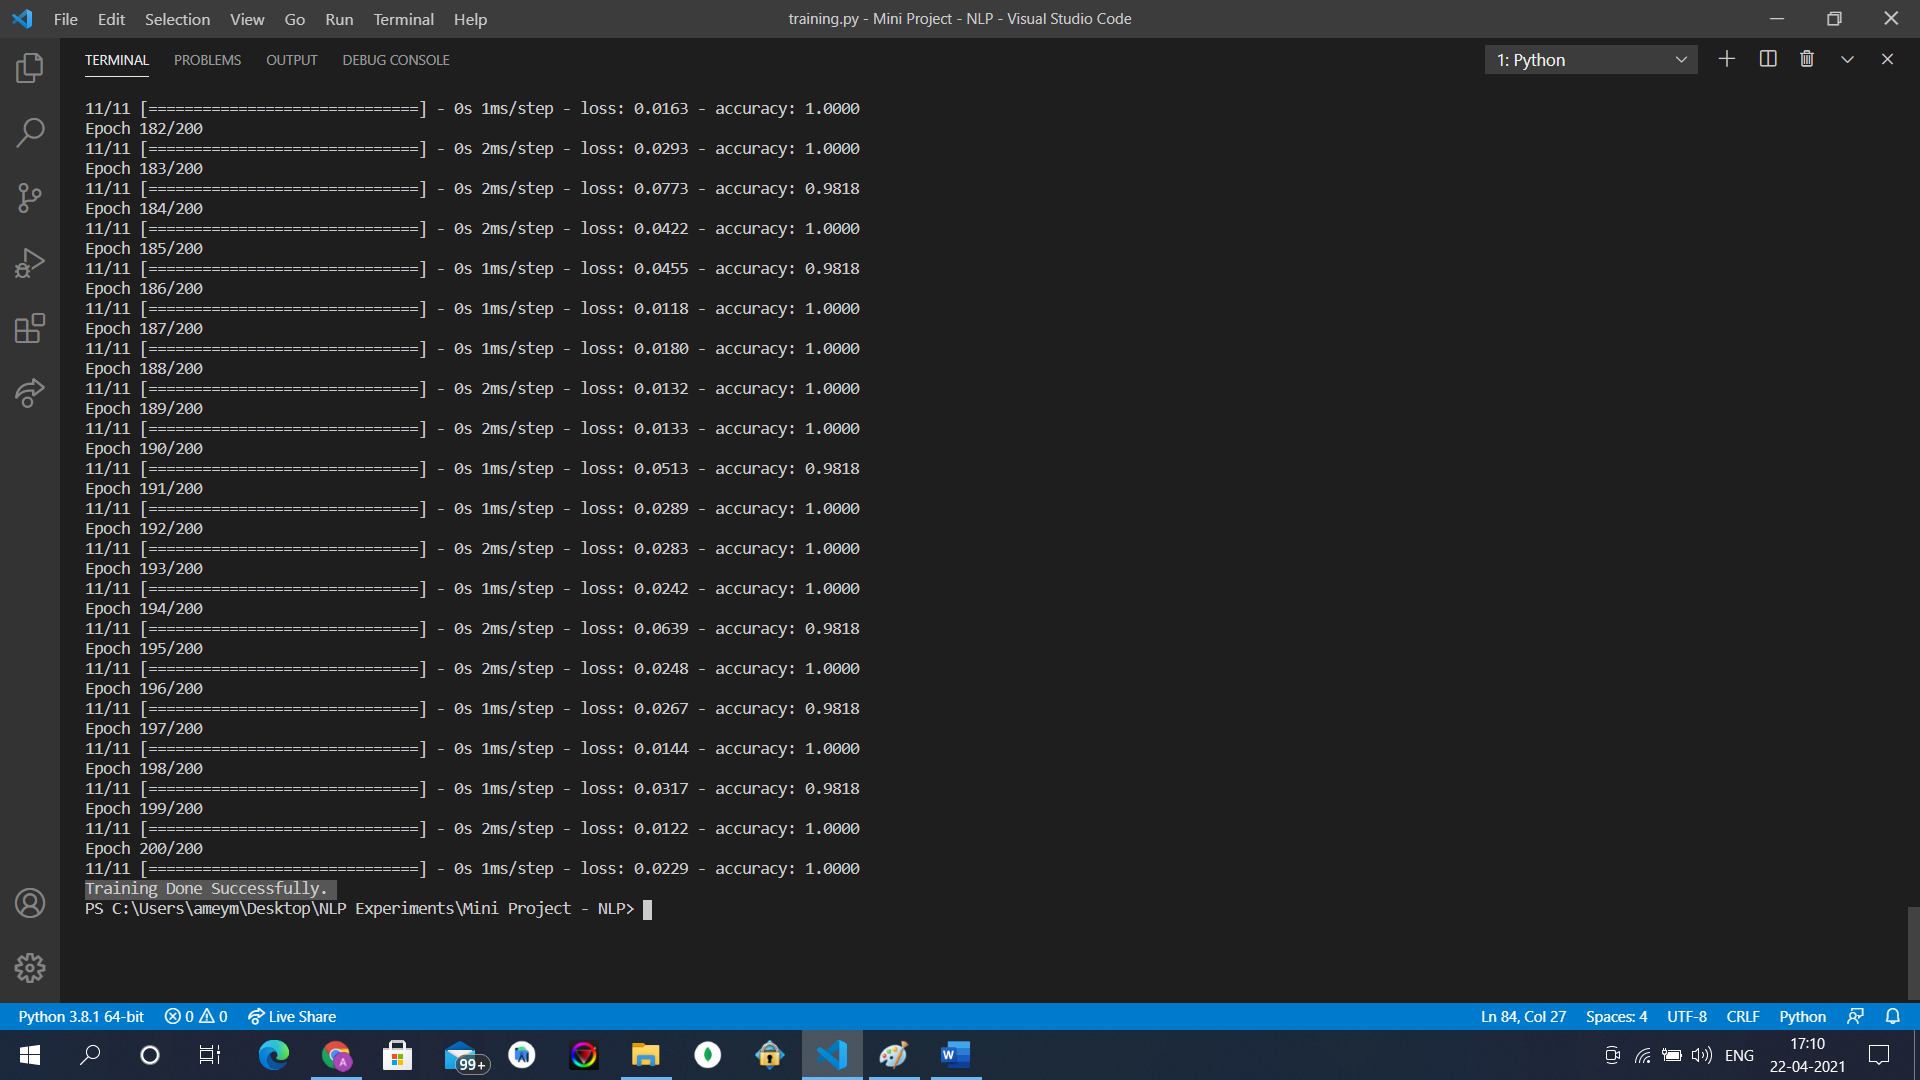 File Edit Selection View Go Run Terminal Help
training.py - Mini Project - NLP - Visual Studio Code
TERMINAL PROBLEMS OUTPUT DEBUG CONSOLE
1: Python
11/11 [==============================] - 0s 1ms/step - loss: 0.0163 - accuracy: 1.0000
Epoch 182/200
11/11 [==============================] - 0s 2ms/step - loss: 0.0293 - accuracy: 1.0000
Epoch 183/200
11/11 [==============================] - 0s 2ms/step - loss: 0.0773 - accuracy: 0.9818
Epoch 184/200
11/11 [==============================] - 0s 2ms/step - loss: 0.0422 - accuracy: 1.0000
Epoch 185/200
11/11 [==============================] - 0s 1ms/step - loss: 0.0455 - accuracy: 0.9818
Epoch 186/200
11/11 [==============================] - 0s 1ms/step - loss: 0.0118 - accuracy: 1.0000
Epoch 187/200
11/11 [==============================] - 0s 1ms/step - loss: 0.0180 - accuracy: 1.0000
Epoch 188/200
11/11 [==============================] - 0s 2ms/step - loss: 0.0132 - accuracy: 1.0000
Epoch 189/200
11/11 [==============================] - 0s 2ms/step - loss: 0.0133 - accuracy: 1.0000
Epoch 190/200
11/11 [==============================] - 0s 1ms/step - loss: 0.0513 - accuracy: 0.9818
Epoch 191/200
11/11 [==============================] - 0s 1ms/step - loss: 0.0289 - accuracy: 1.0000
Epoch 192/200
11/11 [==============================] - 0s 2ms/step - loss: 0.0283 - accuracy: 1.0000
Epoch 193/200
11/11 [==============================] - 0s 1ms/step - loss: 0.0242 - accuracy: 1.0000
Epoch 194/200
11/11 [==============================] - 0s 2ms/step - loss: 0.0639 - accuracy: 0.9818
Epoch 195/200
11/11 [==============================] - 0s 2ms/step - loss: 0.0248 - accuracy: 1.0000
Epoch 196/200
11/11 [==============================] - 0s 1ms/step - loss: 0.0267 - accuracy: 0.9818
Epoch 197/200
11/11 [==============================] - 0s 1ms/step - loss: 0.0144 - accuracy: 1.0000
Epoch 198/200
11/11 [==============================] - 0s 1ms/step - loss: 0.0317 - accuracy: 0.9818
Epoch 199/200
11/11 [==============================] - 0s 2ms/step - loss: 0.0122 - accuracy: 1.0000
Epoch 200/200
11/11 [==============================] - 0s 1ms/step - loss: 0.0229 - accuracy: 1.0000
Training Done Successfully.
PS C:\Users\ameym\Desktop\NLP Experiments\Mini Project - NLP>
Python 3.8.1 64-bit 0 0 Live Share Ln 84, Col 27 Spaces: 4 UTF-8 CRLF Python
A 99+ W ENG 17:10
22-04-2021